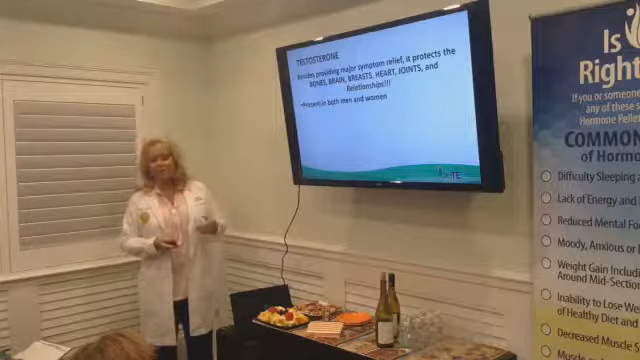 TESTOSTERONE
Besides providing major symptom relief, it protects the
BONES, BRAIN, BREASTS, HEART, JOINTS, and
Relationships!!!
•Present in both men and women
Is
Right
If you or someone
any of these s
Hormone Pelle
COMMON
of Hormo
Difficulty Sleeping
Lack of Energy and
Reduced Mental Fo
Moody, Anxious or
Weight Gain Includi
Around Mid-Section
Inability to Lose We
of Healthy Diet and
Decreased Muscle S